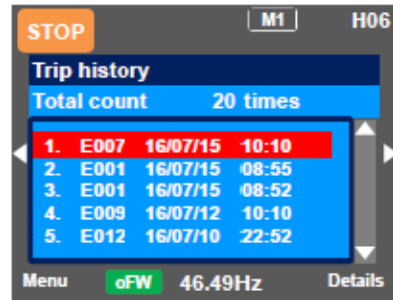 STOP M1 H06
Trip history
Total count 20 times
1. E007 16/07/15 10:10
2. E001 16/07/15 08:55
3. E001 16/07/15 08:52
4. E009 16/07/12 10:10
5. E012 16/07/10 22:52
Menu oFW 46.49Hz Details